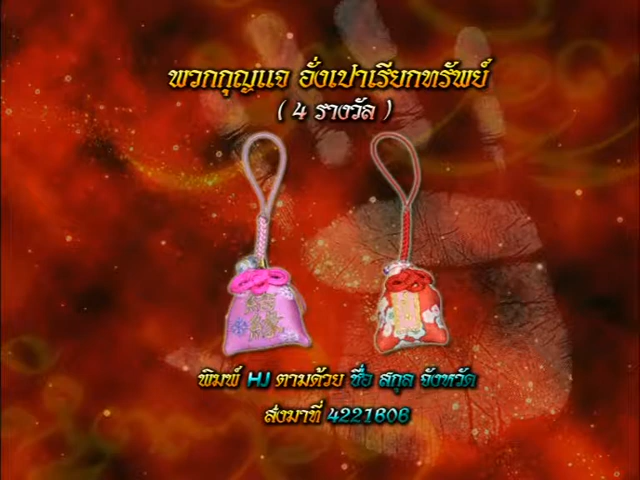 พวกกุญแจ อั่งเปาเรียกทรัพย์
( 4 รางวัล )
พิมพ์ HJ ตามด้วย ชื่อ สกุล จังหวัด
ส่งมาที่ 4221606